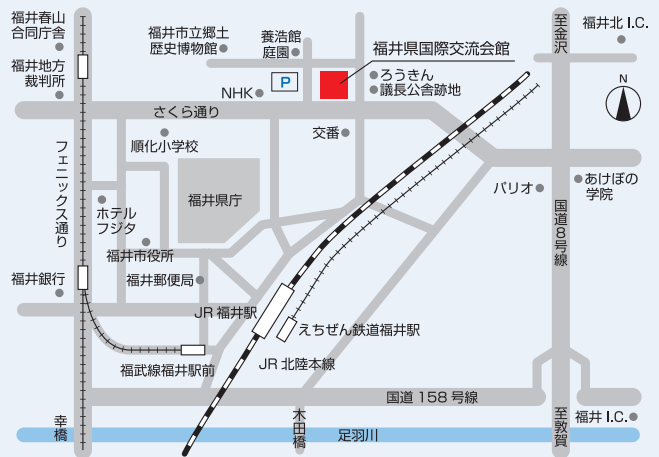 福井春山
合同庁舎
福井地方
裁判所
福井市立郷土
歴史博物館
養浩館
庭園
福井県国際交流会館
至金沢
福井北 I.C.
P
NHK
ろうきん
議長公舎跡地
N
さくら通り
順化小学校
交番
フェニックス通り
福井県庁
パリオ
あけぼの
学院
ホテル
フジタ
国道8号線
福井市役所
福井銀行
福井郵便局
JR 福井駅
えちぜん鉄道福井駅
福武線福井駅前
JR 北陸本線
国道 158 号線
幸橋
木田橋
足羽川
至敦賀
福井 I.C.